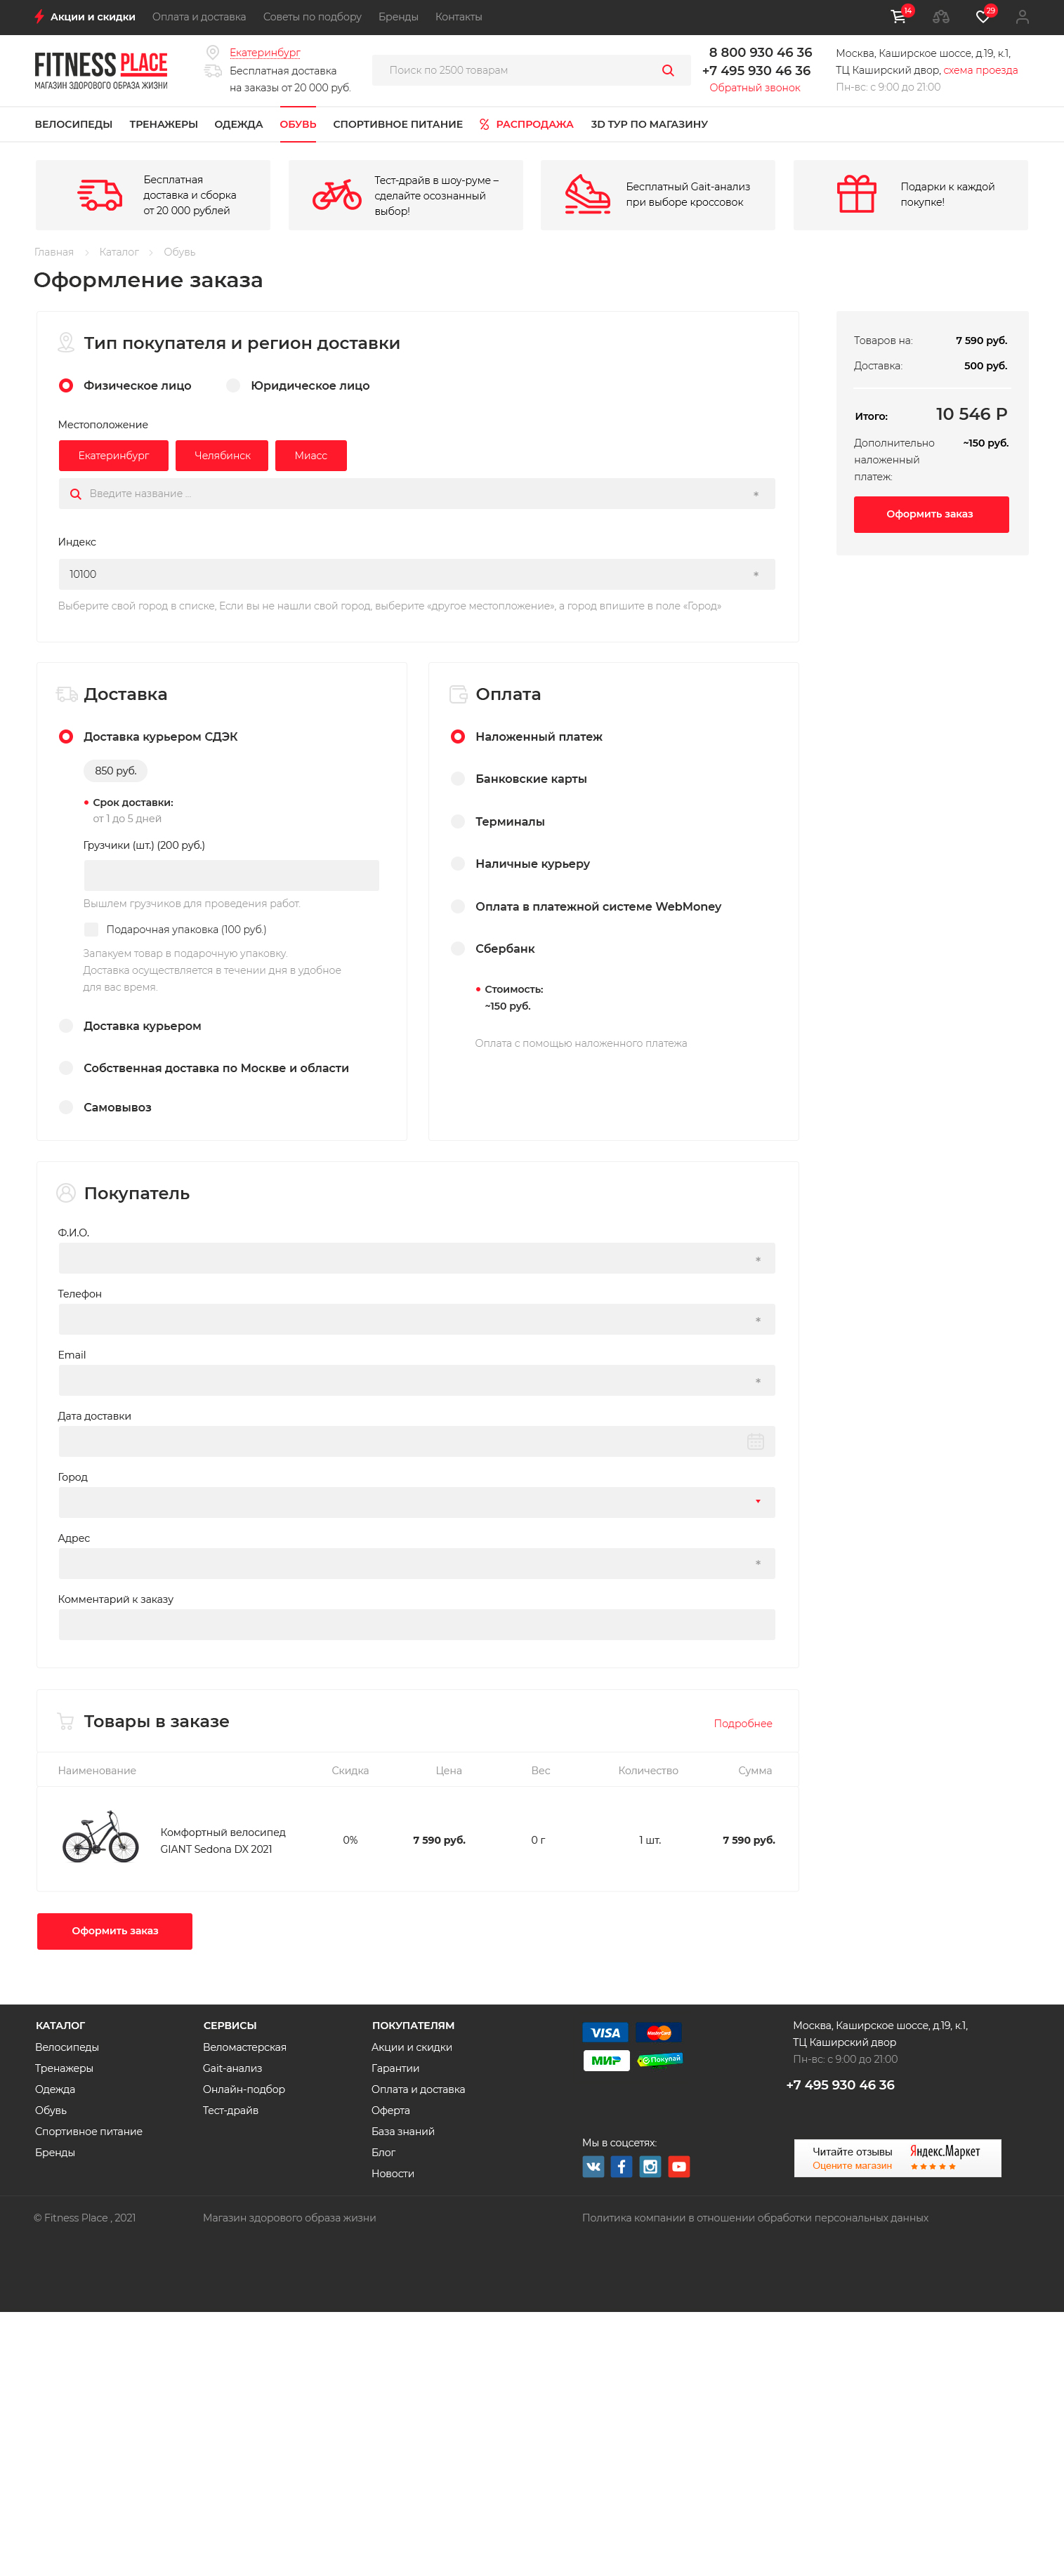 Акции и скидки Оплата и доставка Советы по подбору Бренды Контакты 14 29
FITNESS PLACE
МАГАЗИН ЗДОРОВОГО ОБРАЗА ЖИЗНИ
Екатеринбург
Бесплатная доставка
на заказы от 20 000 руб.
Поиск по 2500 товарам
8 800 930 46 36
+7 495 930 46 36
Обратный звонок
Москва, Каширское шоссе, д.19, к.1,
ТЦ Каширский двор, схема проезда
Пн-вс: с 9:00 до 21:00
ВЕЛОСИПЕДЫ ТРЕНАЖЕРЫ ОДЕЖДА ОБУВЬ СПОРТИВНОЕ ПИТАНИЕ РАСПРОДАЖА 3D ТУР ПО МАГАЗИНУ
Бесплатная
доставка и сборка
от 20 000 рублей
Тест-драйв в шоу-руме –
сделайте осознанный
выбор!
Бесплатный Gait-анализ
при выборе кроссовок
Подарки к каждой
покупке!
Главная Каталог Обувь
Оформление заказа
Тип покупателя и регион доставки
Физическое лицо Юридическое лицо
Местоположение
Екатеринбург Челябинск Миасс
Введите название ... *
Индекс
10100 *
Выберите свой город в списке, Если вы не нашли свой город, выберите «другое местопложение», а город впишите в поле «Город»
Товаров на: 7 590 руб.
Доставка: 500 руб.
Итого: 10 546 Р
Дополнительно ~150 руб.
наложенный
платеж:
Оформить заказ
Доставка
Доставка курьером СДЭК
850 руб.
Срок доставки:
от 1 до 5 дней
Грузчики (шт.) (200 руб.)
Вышлем грузчиков для проведения работ.
Подарочная упаковка (100 руб.)
Запакуем товар в подарочную упаковку.
Доставка осуществляется в течении дня в удобное
для вас время.
Доставка курьером
Собственная доставка по Москве и области
Самовывоз
Оплата
Наложенный платеж
Банковские карты
Терминалы
Наличные курьеру
Оплата в платежной системе WebMoney
Сбербанк
Стоимость:
~150 руб.
Оплата с помощью наложенного платежа
Покупатель
Ф.И.О.
*
Телефон
*
Email
*
Дата доставки
Город
Адрес
*
Комментарий к заказу
Товары в заказе Подробнее
Наименование Скидка Цена Вес Количество Сумма
Комфортный велосипед
GIANT Sedona DX 2021
0% 7 590 руб. 0 г 1 шт. 7 590 руб.
Оформить заказ
КАТАЛОГ
Велосипеды
Тренажеры
Одежда
Обувь
Спортивное питание
Бренды
СЕРВИСЫ
Веломастерская
Gait-анализ
Онлайн-подбор
Тест-драйв
ПОКУПАТЕЛЯМ
Акции и скидки
Гарантии
Оплата и доставка
Оферта
База знаний
Блог
Новости
VISA MasterCard
МИР Покупай
Мы в соцсетях:
Москва, Каширское шоссе, д.19, к.1,
ТЦ Каширский двор
Пн-вс: с 9:00 до 21:00
+7 495 930 46 36
Читайте отзывы Яндекс.Маркет
Оцените магазин
© Fitness Place , 2021 Магазин здорового образа жизни Политика компании в отношении обработки персональных данных